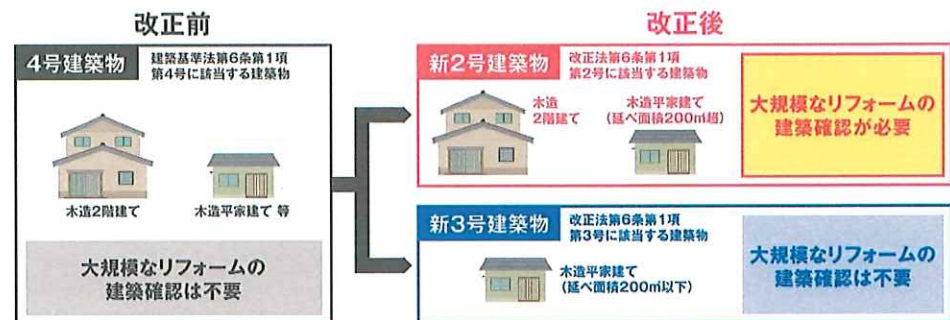 改正前
4号建築物
建築基準法第6条第1項
第4号に該当する建築物
木造2階建て
木造平家建て 等
大規模なリフォームの
建築確認は不要
改正後
新2号建築物
改正法第6条第1項
第2号に該当する建築物
木造
2階建て
木造平家建て
(延べ面積200㎡超)
大規模なリフォームの
建築確認が必要
新3号建築物
改正法第6条第1項
第3号に該当する建築物
木造平家建て
(延べ面積200㎡以下)
大規模なリフォームの
建築確認は不要